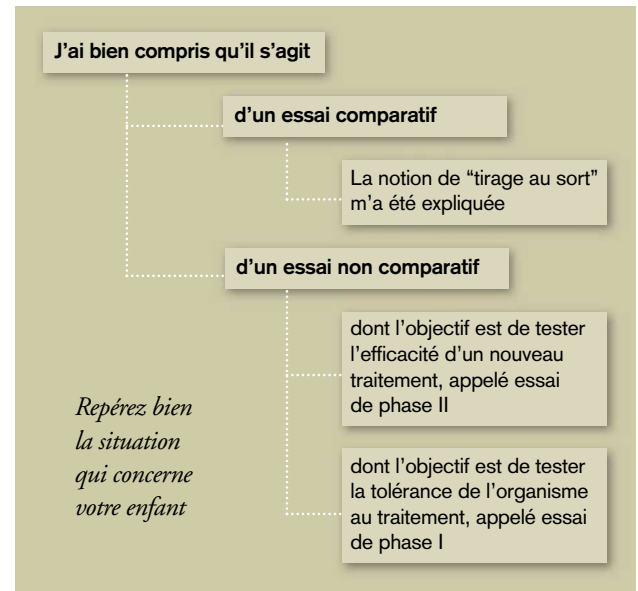 J’ai bien compris qu’il s’agit
d’un essai comparatif
La notion de “tirage au sort”
m’a été expliquée
d’un essai non comparatif
dont l’objectif est de tester
l’efficacité d’un nouveau
traitement, appelé essai
de phase II
Repérez bien
la situation
qui concerne
votre enfant
dont l’objectif est de tester
la tolérance de l’organisme
au traitement, appelé essai
de phase I